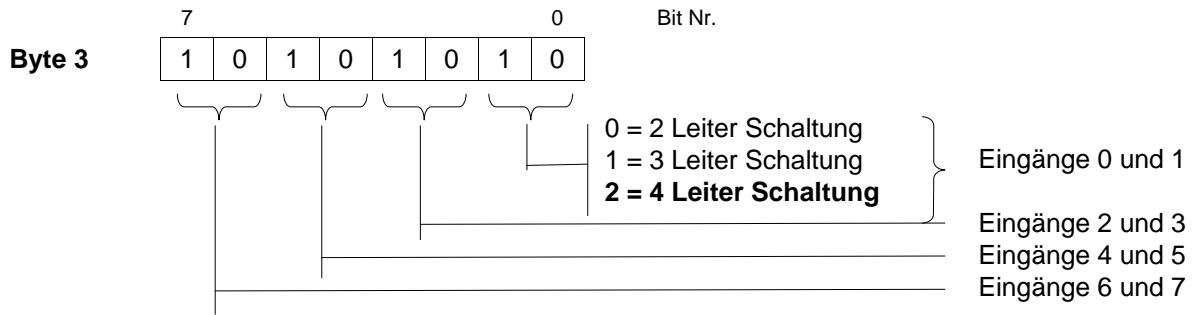 7 0 Bit Nr.
Byte 3 1 0 1 0 1 0 1 0
0 = 2 Leiter Schaltung
1 = 3 Leiter Schaltung
2 = 4 Leiter Schaltung
Eingänge 0 und 1
Eingänge 2 und 3
Eingänge 4 und 5
Eingänge 6 und 7